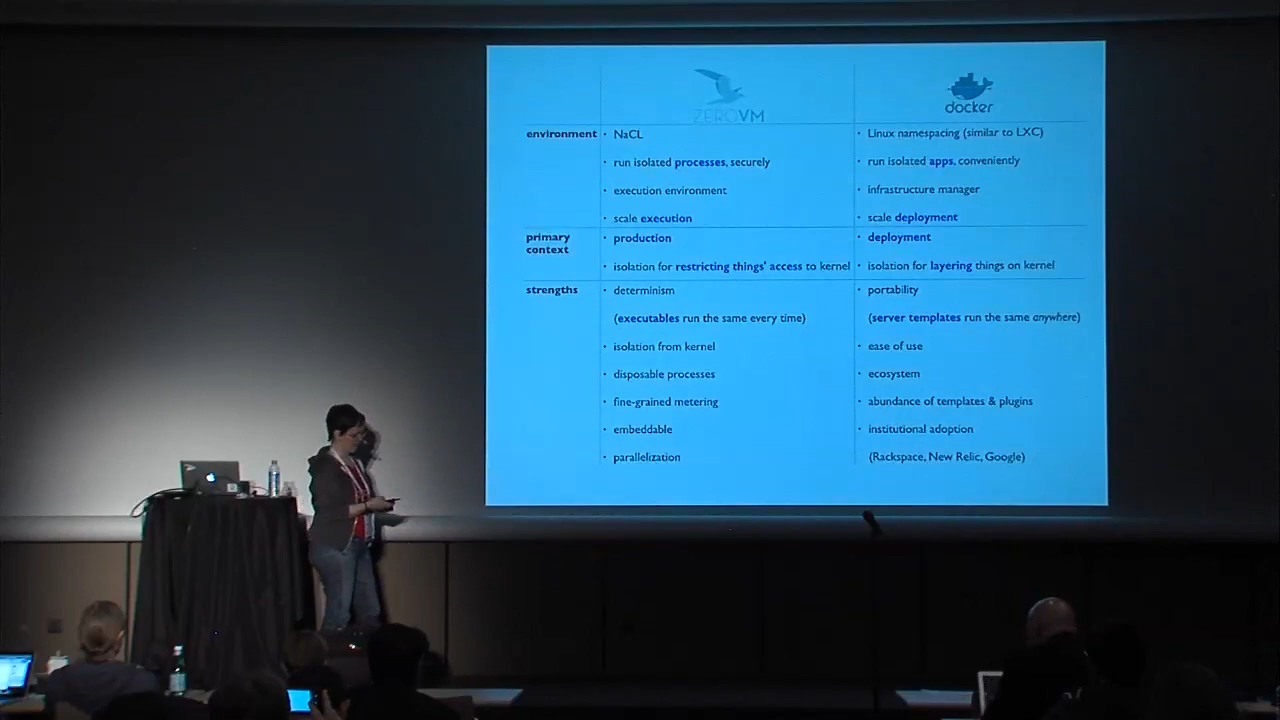 ZEROVM
docker
environment
• NaCL
• run isolated processes, securely
• execution environment
• scale execution
• Linux namespacing (similar to LXC)
• run isolated apps, conveniently
• infrastructure manager
• scale deployment
primary
context
• production
• isolation for restricting things' access to kernel
• deployment
• isolation for layering things on kernel
strengths
• determinism
(executables run the same every time)
• isolation from kernel
• disposable processes
• fine-grained metering
• embeddable
• parallelization
• portability
(server templates run the same anywhere)
• ease of use
• ecosystem
• abundance of templates & plugins
• institutional adoption
(Rackspace, New Relic, Google)